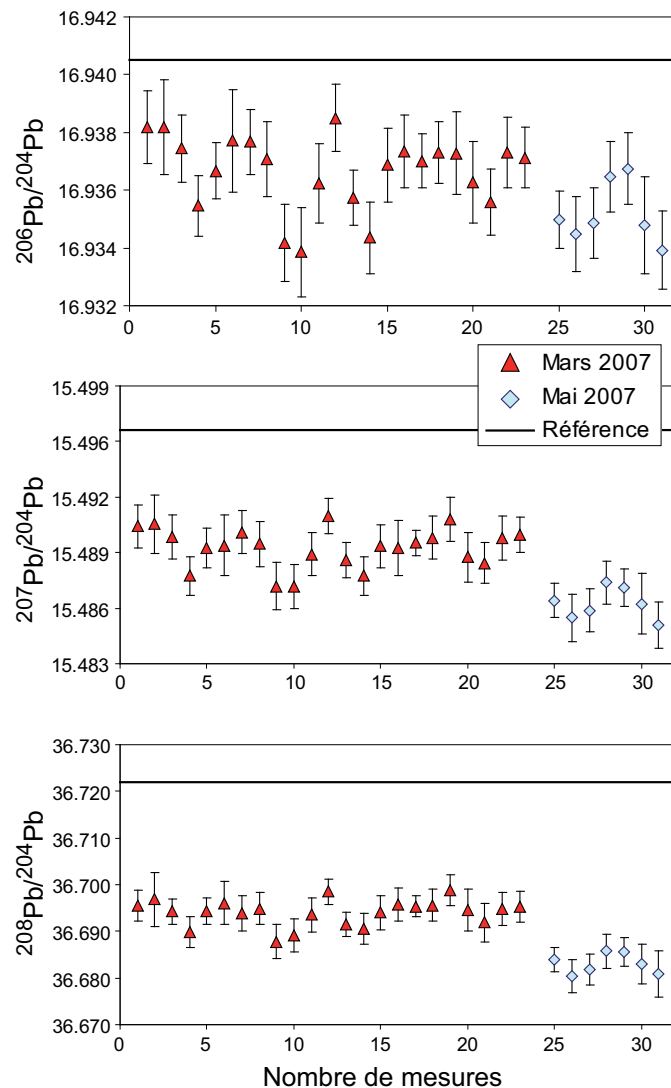 16.942
16.940
16.938
16.936
16.934
16.932
206Pb/204Pb
0 5 10 15 20 25 30
Mars 2007
Mai 2007
Référence
15.499
15.496
15.492
15.489
15.486
15.483
207Pb/204Pb
0 5 10 15 20 25 30
36.730
36.720
36.710
36.700
36.690
36.680
36.670
208Pb/204Pb
0 5 10 15 20 25 30
Nombre de mesures